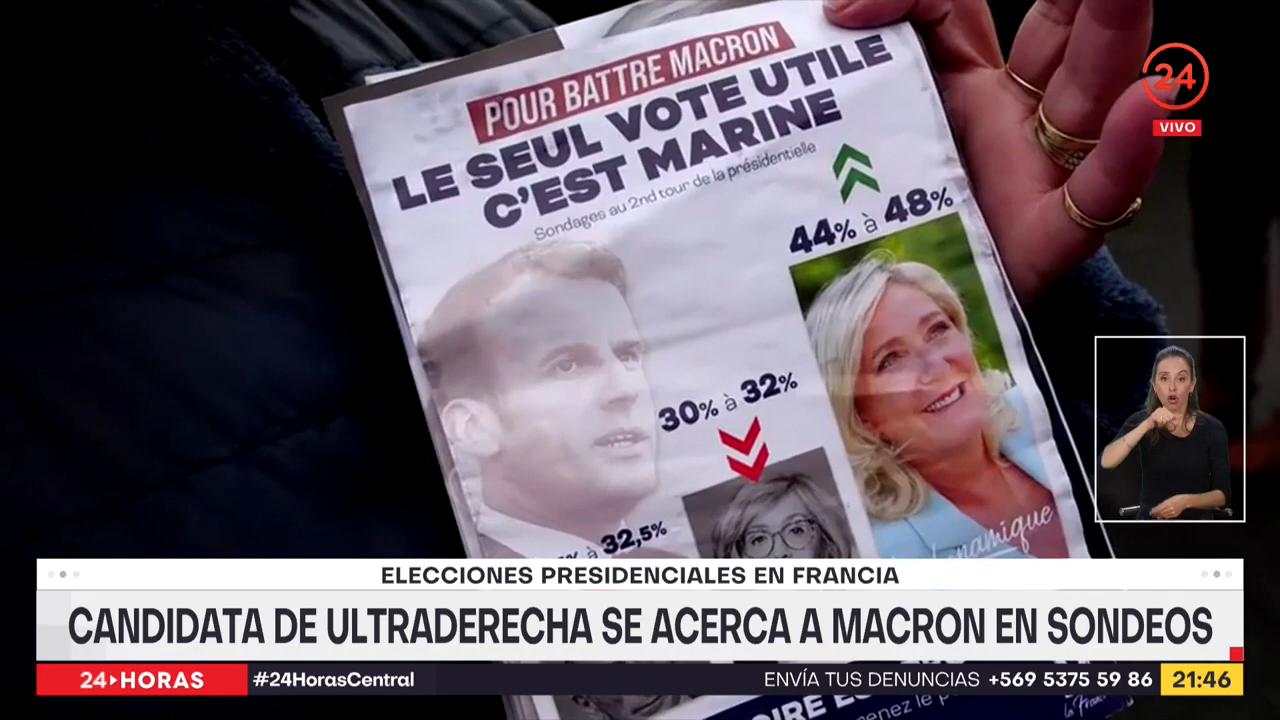 POUR BATTRE MACRON
LE SEUL VOTE UTILE
C'EST MARINE
Sondages au 2nd tour de la présidentielle
44% à 48%
30% à 32%
à 32,5%
24
VIVO
ELECCIONES PRESIDENCIALES EN FRANCIA
CANDIDATA DE ULTRADERECHA SE ACERCA A MACRON EN SONDEOS
24 HORAS
#24HorasCentral
ENVÍA TUS DENUNCIAS +569 5375 59 86
21:46